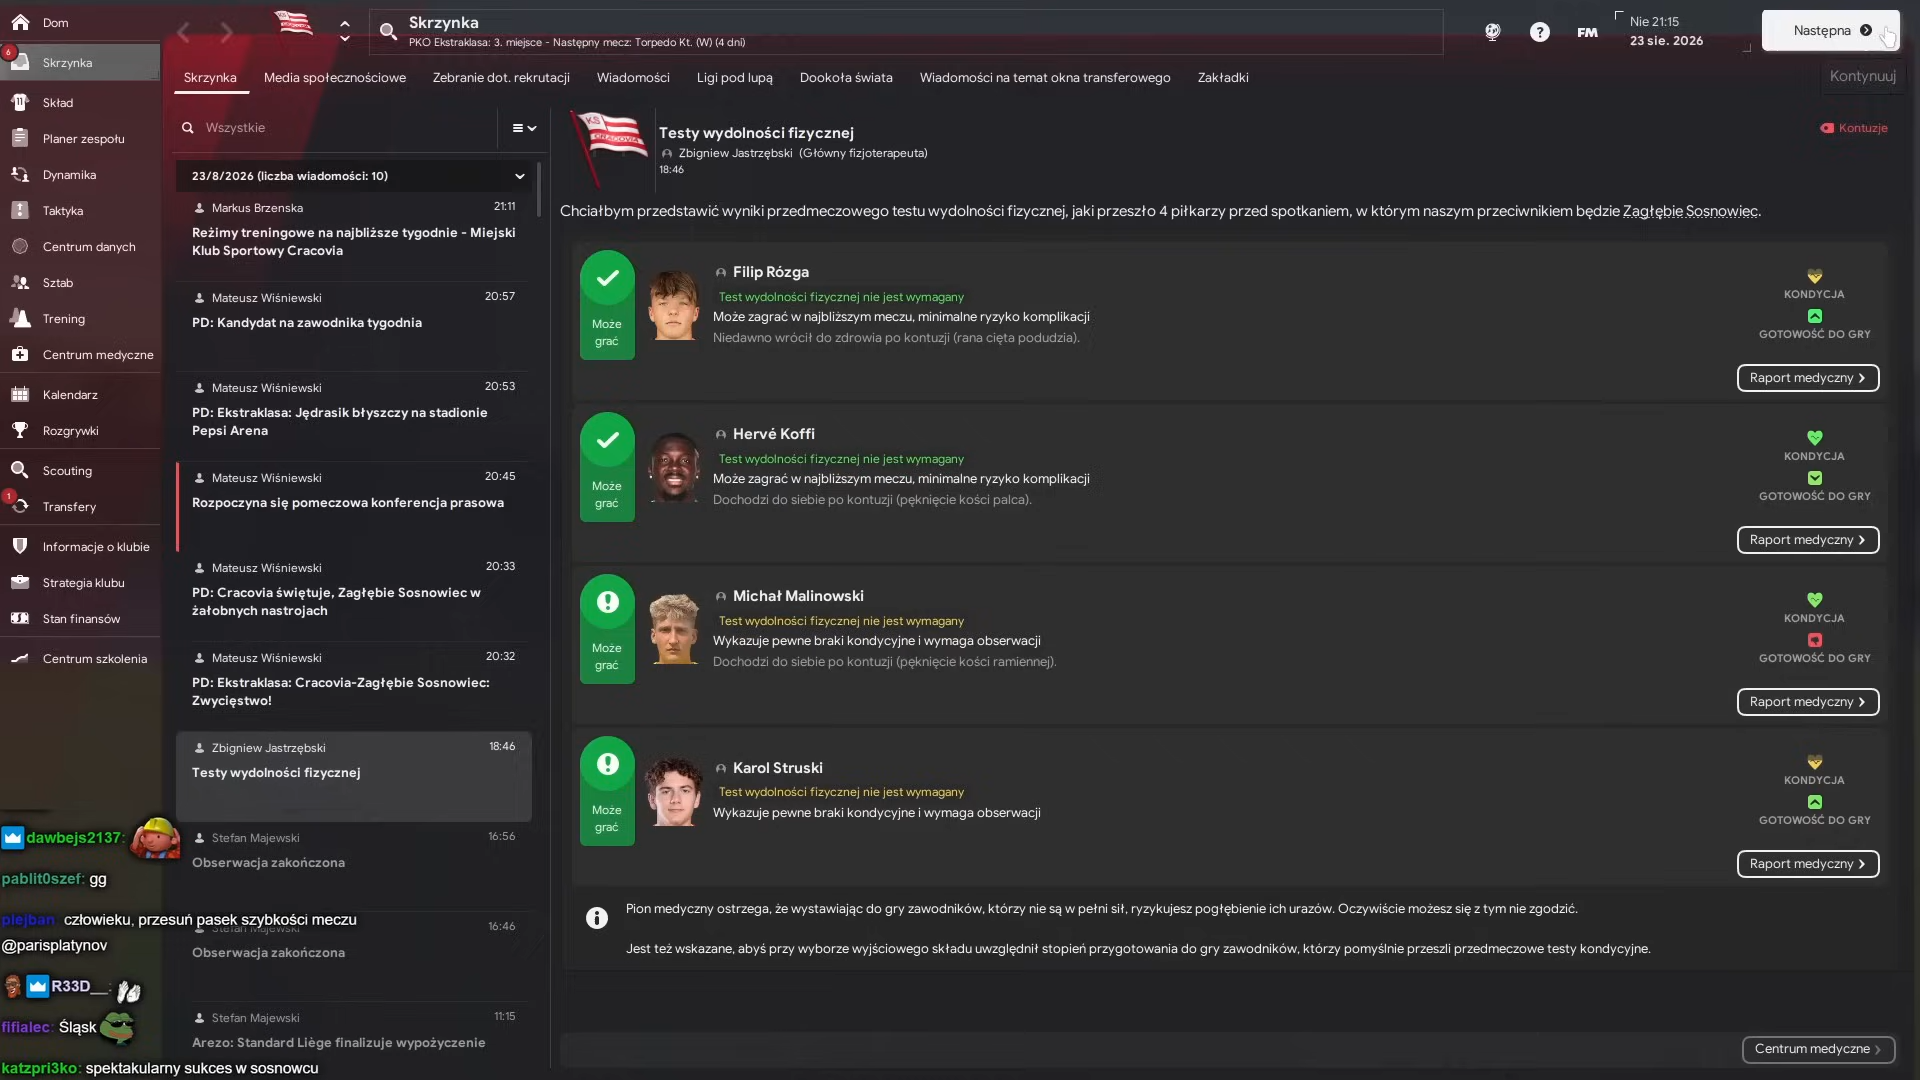 Dom
6
Skrzynka
Skład
Planer zespołu
Dynamika
Taktyka
Centrum danych
Sztab
Trening
Centrum medyczne
Kalendarz
Rozgrywki
Scouting
1
Transfery
Informacje o klubie
Strategia klubu
Stan finansów
Centrum szkolenia
Skrzynka
PKO Ekstraklasa: 3. miejsce - Następny mecz: Torpedo Kt. (W) (4 dni)
FM
Nie 21:15
23 sie. 2026
Następna
Kontynuuj
Skrzynka
Media społecznościowe
Zebranie dot. rekrutacji
Wiadomości
Ligi pod lupą
Dookoła świata
Wiadomości na temat okna transferowego
Zakładki
Wszystkie
23/8/2026 (liczba wiadomości: 10)
Markus Brzenska 21:11
Reżimy treningowe na najbliższe tygodnie - Miejski
Klub Sportowy Cracovia
Mateusz Wiśniewski 20:57
PD: Kandydat na zawodnika tygodnia
Mateusz Wiśniewski 20:53
PD: Ekstraklasa: Jędrasik błyszczy na stadionie
Pepsi Arena
Mateusz Wiśniewski 20:45
Rozpoczyna się pomeczowa konferencja prasowa
Mateusz Wiśniewski 20:33
PD: Cracovia świętuje, Zagłębie Sosnowiec w
żałobnych nastrojach
Mateusz Wiśniewski 20:32
PD: Ekstraklasa: Cracovia-Zagłębie Sosnowiec:
Zwycięstwo!
Zbigniew Jastrzębski 18:46
Testy wydolności fizycznej
Stefan Majewski 16:56
Obserwacja zakończona
Stefan Majewski 16:46
Obserwacja zakończona
Stefan Majewski 11:15
Arezo: Standard Liège finalizuje wypożyczenie
KS
CRACOVIA
Testy wydolności fizycznej
Zbigniew Jastrzębski (Główny fizjoterapeuta)
18:46
Kontuzje
Chciałbym przedstawić wyniki przedmeczowego testu wydolności fizycznej, jaki przeszło 4 piłkarzy przed spotkaniem, w którym naszym przeciwnikiem będzie Zagłębie Sosnowiec.
Może
grać
Filip Rózga
Test wydolności fizycznej nie jest wymagany
Może zagrać w najbliższym meczu, minimalne ryzyko komplikacji
Niedawno wrócił do zdrowia po kontuzji (rana cięta podudzia).
KONDYCJA
GOTOWOŚĆ DO GRY
Raport medyczny
Może
grać
Hervé Koffi
Test wydolności fizycznej nie jest wymagany
Może zagrać w najbliższym meczu, minimalne ryzyko komplikacji
Dochodzi do siebie po kontuzji (pęknięcie kości palca).
KONDYCJA
GOTOWOŚĆ DO GRY
Raport medyczny
Może
grać
Michał Malinowski
Test wydolności fizycznej nie jest wymagany
Wykazuje pewne braki kondycyjne i wymaga obserwacji
Dochodzi do siebie po kontuzji (pęknięcie kości ramiennej).
KONDYCJA
GOTOWOŚĆ DO GRY
Raport medyczny
Może
grać
Karol Struski
Test wydolności fizycznej nie jest wymagany
Wykazuje pewne braki kondycyjne i wymaga obserwacji
KONDYCJA
GOTOWOŚĆ DO GRY
Raport medyczny
Pion medyczny ostrzega, że wystawiając do gry zawodników, którzy nie są w pełni sił, ryzykujesz pogłębienie ich urazów. Oczywiście możesz się z tym nie zgodzić.
Jest też wskazane, abyś przy wyborze wyjściowego składu uwzględnił stopień przygotowania do gry zawodników, którzy pomyślnie przeszli przedmeczowe testy kondycyjne.
Centrum medyczne
dawbejs2137:
pablit0szef: gg
plejban: człowieku, przesuń pasek szybkości meczu
@parisplatynov
R33D__:
fifialec: Śląsk
katzpri3ko: spektakularny sukces w sosnowcu